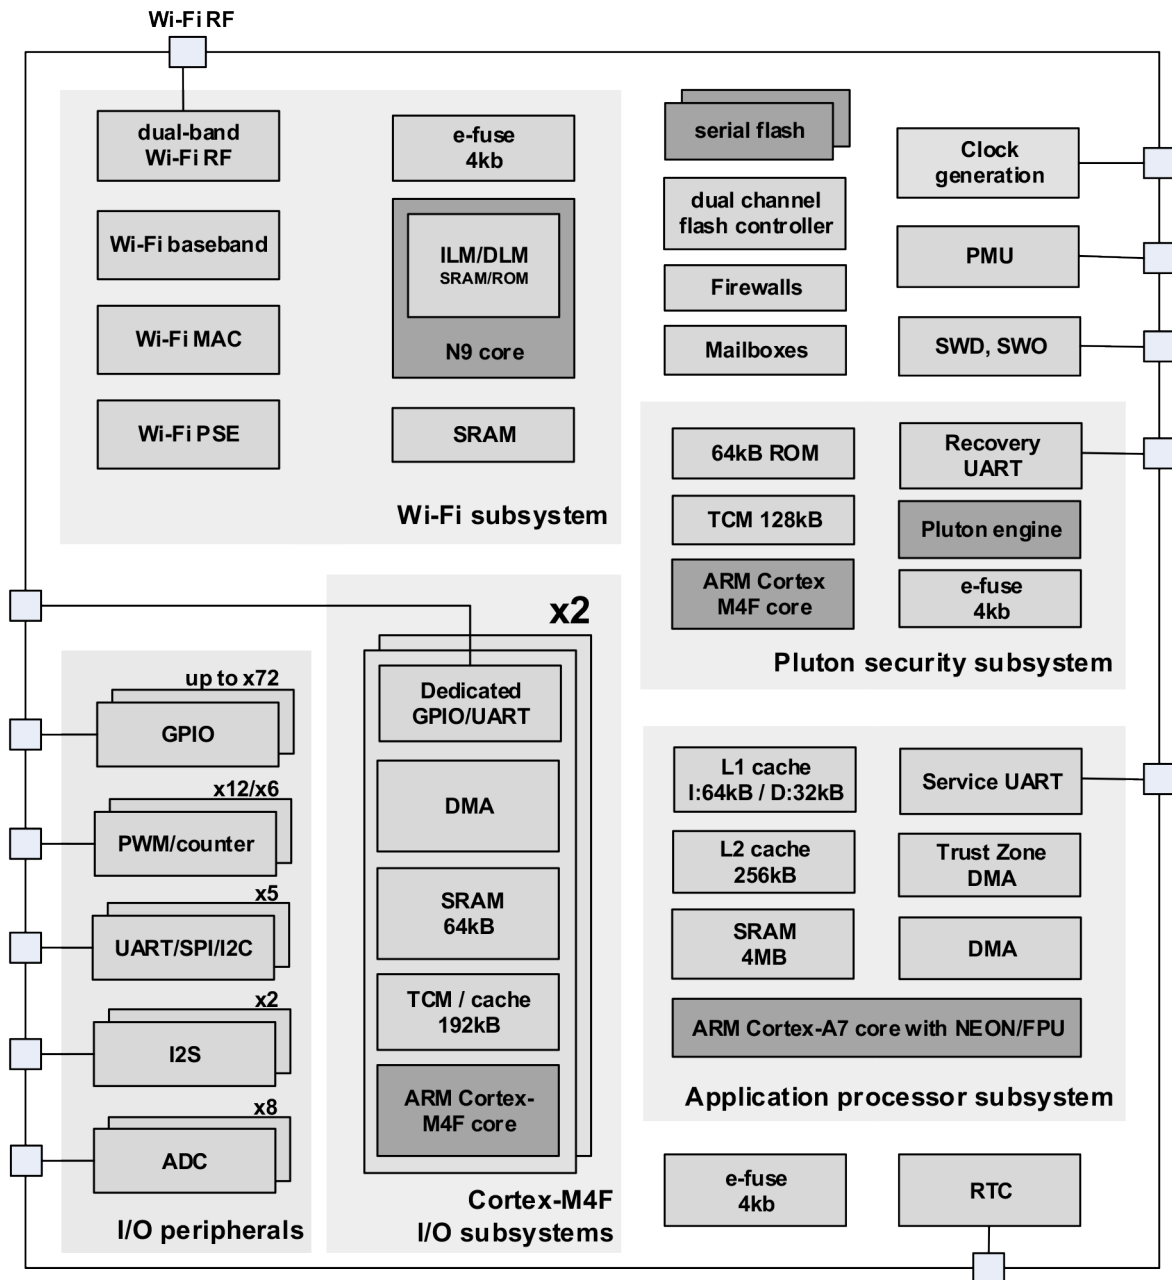 Wi-Fi RF
dual-band
Wi-Fi RF
Wi-Fi baseband
Wi-Fi MAC
Wi-Fi PSE
e-fuse
4kb
ILM/DLM
SRAM/ROM
N9 core
SRAM
Wi-Fi subsystem
serial flash
dual channel
flash controller
Firewalls
Mailboxes
Clock
generation
PMU
SWD, SWO
64kB ROM
TCM 128kB
ARM Cortex
M4F core
Recovery
UART
Pluton engine
e-fuse
4kb
Pluton security subsystem
up to x72
GPIO
x12/x6
PWM/counter
x5
UART/SPI/I2C
x2
I2S
x8
ADC
I/O peripherals
x2
Dedicated
GPIO/UART
DMA
SRAM
64kB
TCM / cache
192kB
ARM Cortex-
M4F core
Cortex-M4F
I/O subsystems
L1 cache
I:64kB / D:32kB
L2 cache
256kB
SRAM
4MB
Service UART
Trust Zone
DMA
DMA
ARM Cortex-A7 core with NEON/FPU
Application processor subsystem
e-fuse
4kb
RTC